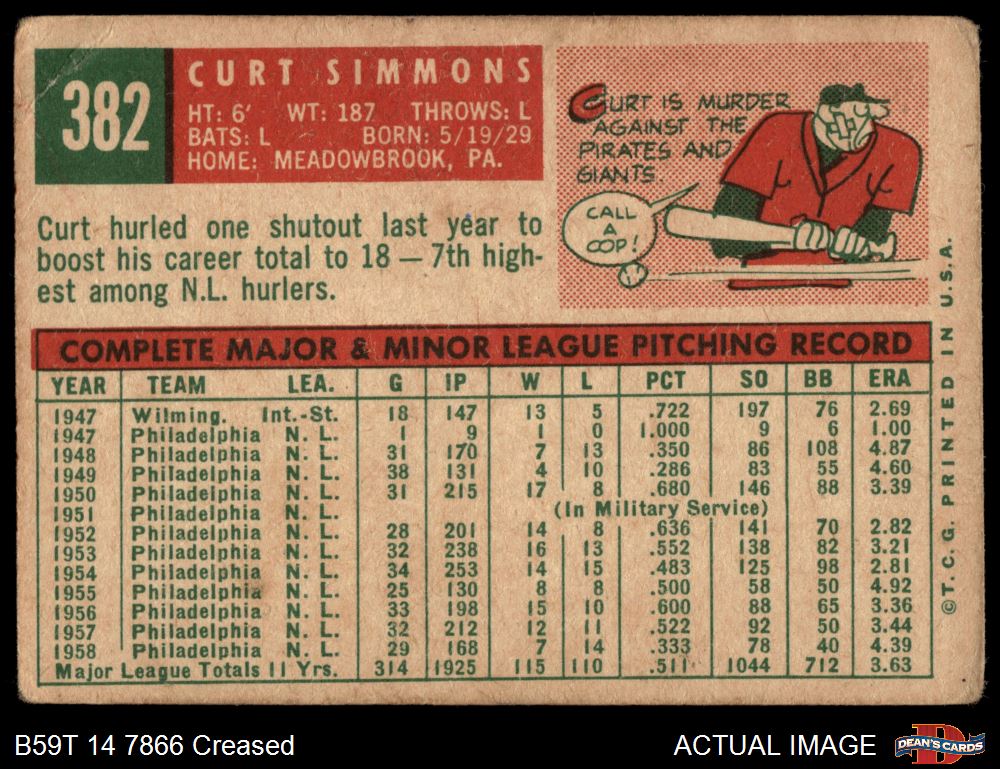 382
CURT SIMMONS
HT: 6' WT: 187 THROWS: L
BATS: L BORN: 5/19/29
HOME: MEADOWBROOK, PA.
CURT IS MURDER
AGAINST THE
PIRATES AND
GIANTS.
CALL
A
COP!
Curt hurled one shutout last year to
boost his career total to 18 — 7th high-
est among N.L. hurlers.
COMPLETE MAJOR & MINOR LEAGUE PITCHING RECORD
YEAR TEAM LEA. G IP W L PCT SO BB ERA
1947 Wilming. Int.-St. 18 147 13 5 .722 197 76 2.69
1947 Philadelphia N. L. 1 9 1 0 1.000 9 6 1.00
1948 Philadelphia N. L. 31 170 7 13 .350 86 108 4.87
1949 Philadelphia N. L. 38 131 4 10 .286 83 55 4.60
1950 Philadelphia N. L. 31 215 17 8 .680 146 88 3.39
1951 Philadelphia N. L. (In Military Service)
1952 Philadelphia N. L. 28 201 14 8 .636 141 70 2.82
1953 Philadelphia N. L. 32 238 16 13 .552 138 82 3.21
1954 Philadelphia N. L. 34 253 14 15 .483 125 98 2.81
1955 Philadelphia N. L. 25 130 8 8 .500 58 50 4.92
1956 Philadelphia N. L. 33 198 15 10 .600 88 65 3.36
1957 Philadelphia N. L. 32 212 12 11 .522 92 50 3.44
1958 Philadelphia N. L. 29 168 7 14 .333 78 40 4.39
Major League Totals 11 Yrs. 314 1925 115 110 .511 1044 712 3.63
©T. C. G. PRINTED IN U.S.A.
B59T 14 7866 Creased
ACTUAL IMAGE
D
DEAN'S CARDS